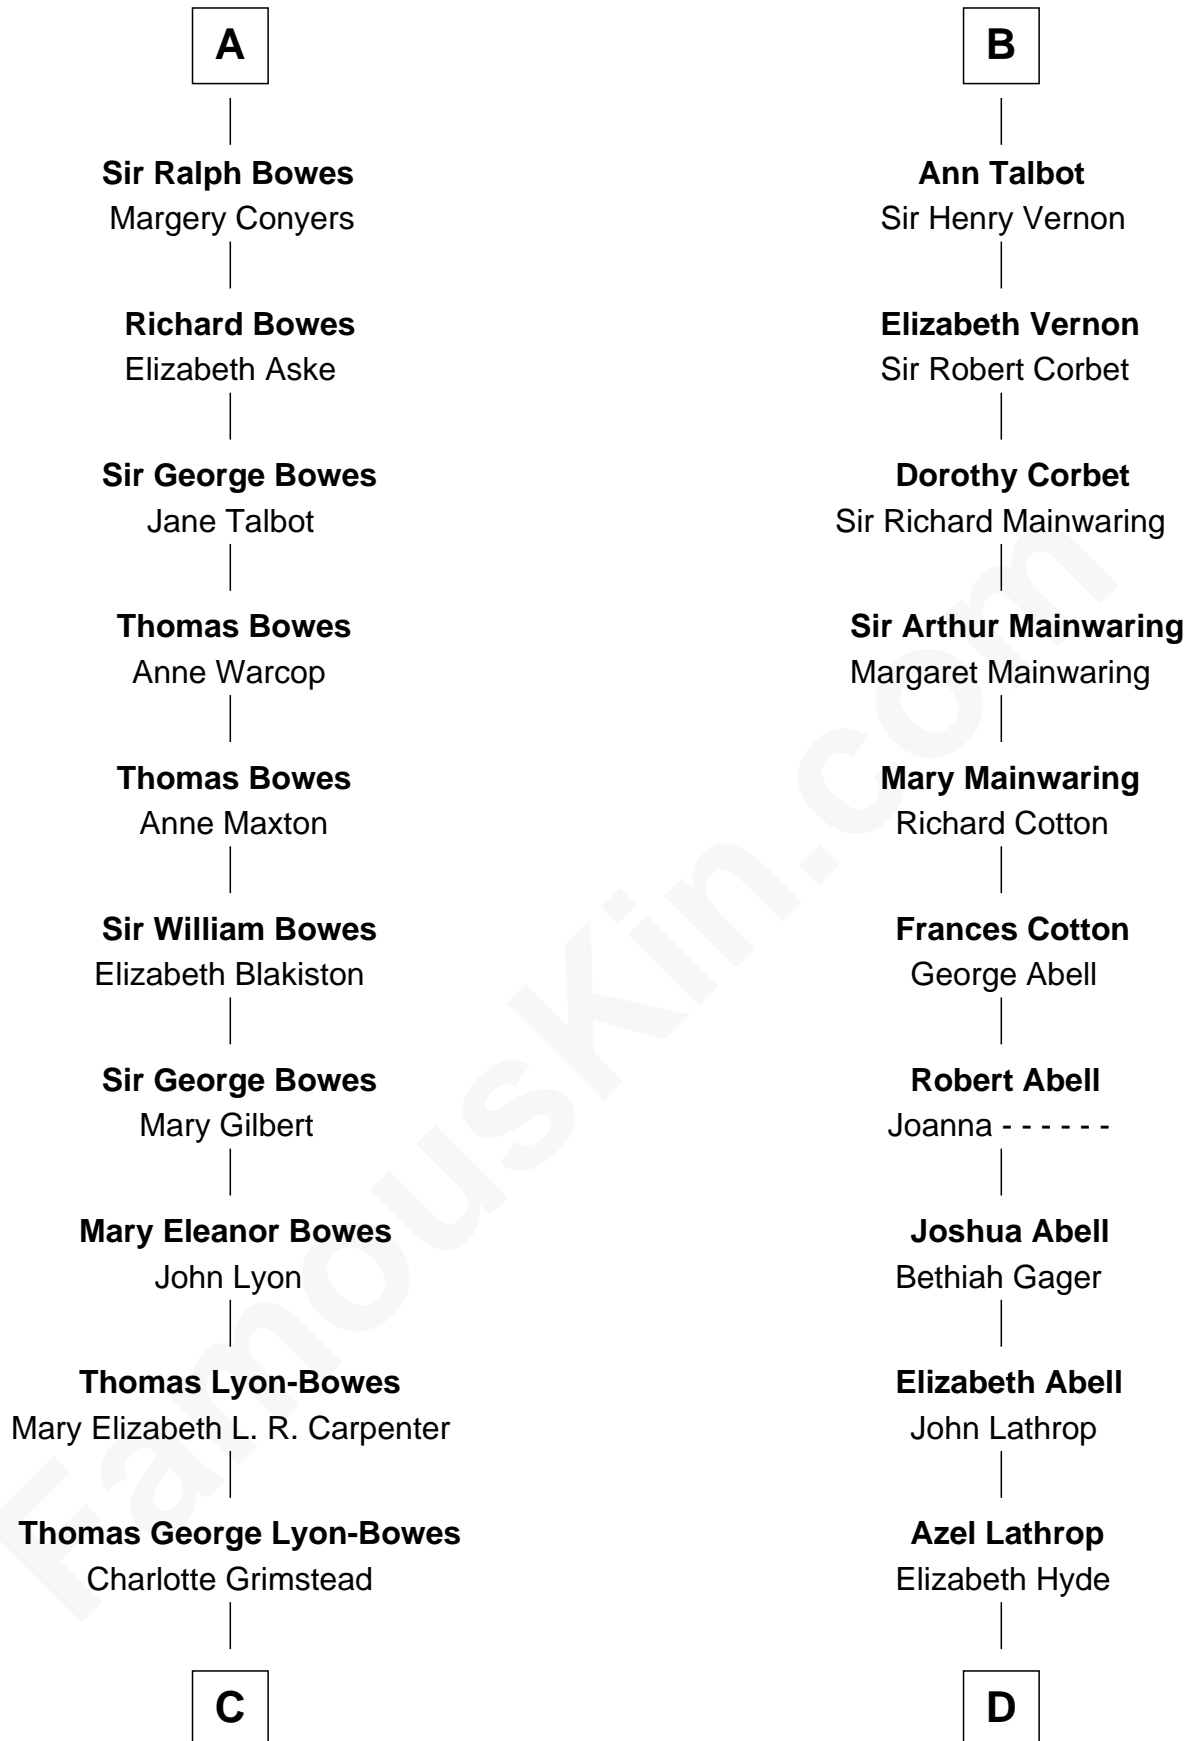 A
Sir Ralph Bowes
Margery Conyers
Richard Bowes
Elizabeth Aske
Sir George Bowes
Jane Talbot
Thomas Bowes
Anne Warcop
Thomas Bowes
Anne Maxton
Sir William Bowes
Elizabeth Blakiston
Sir George Bowes
Mary Gilbert
Mary Eleanor Bowes
John Lyon
Thomas Lyon-Bowes
Mary Elizabeth L. R. Carpenter
Thomas George Lyon-Bowes
Charlotte Grimstead
C
B
Ann Talbot
Sir Henry Vernon
Elizabeth Vernon
Sir Robert Corbet
Dorothy Corbet
Sir Richard Mainwaring
Sir Arthur Mainwaring
Margaret Mainwaring
Mary Mainwaring
Richard Cotton
Frances Cotton
George Abell
Robert Abell
Joanna - - - - - -
Joshua Abell
Bethiah Gager
Elizabeth Abell
John Lathrop
Azel Lathrop
Elizabeth Hyde
D
FamousKin.com